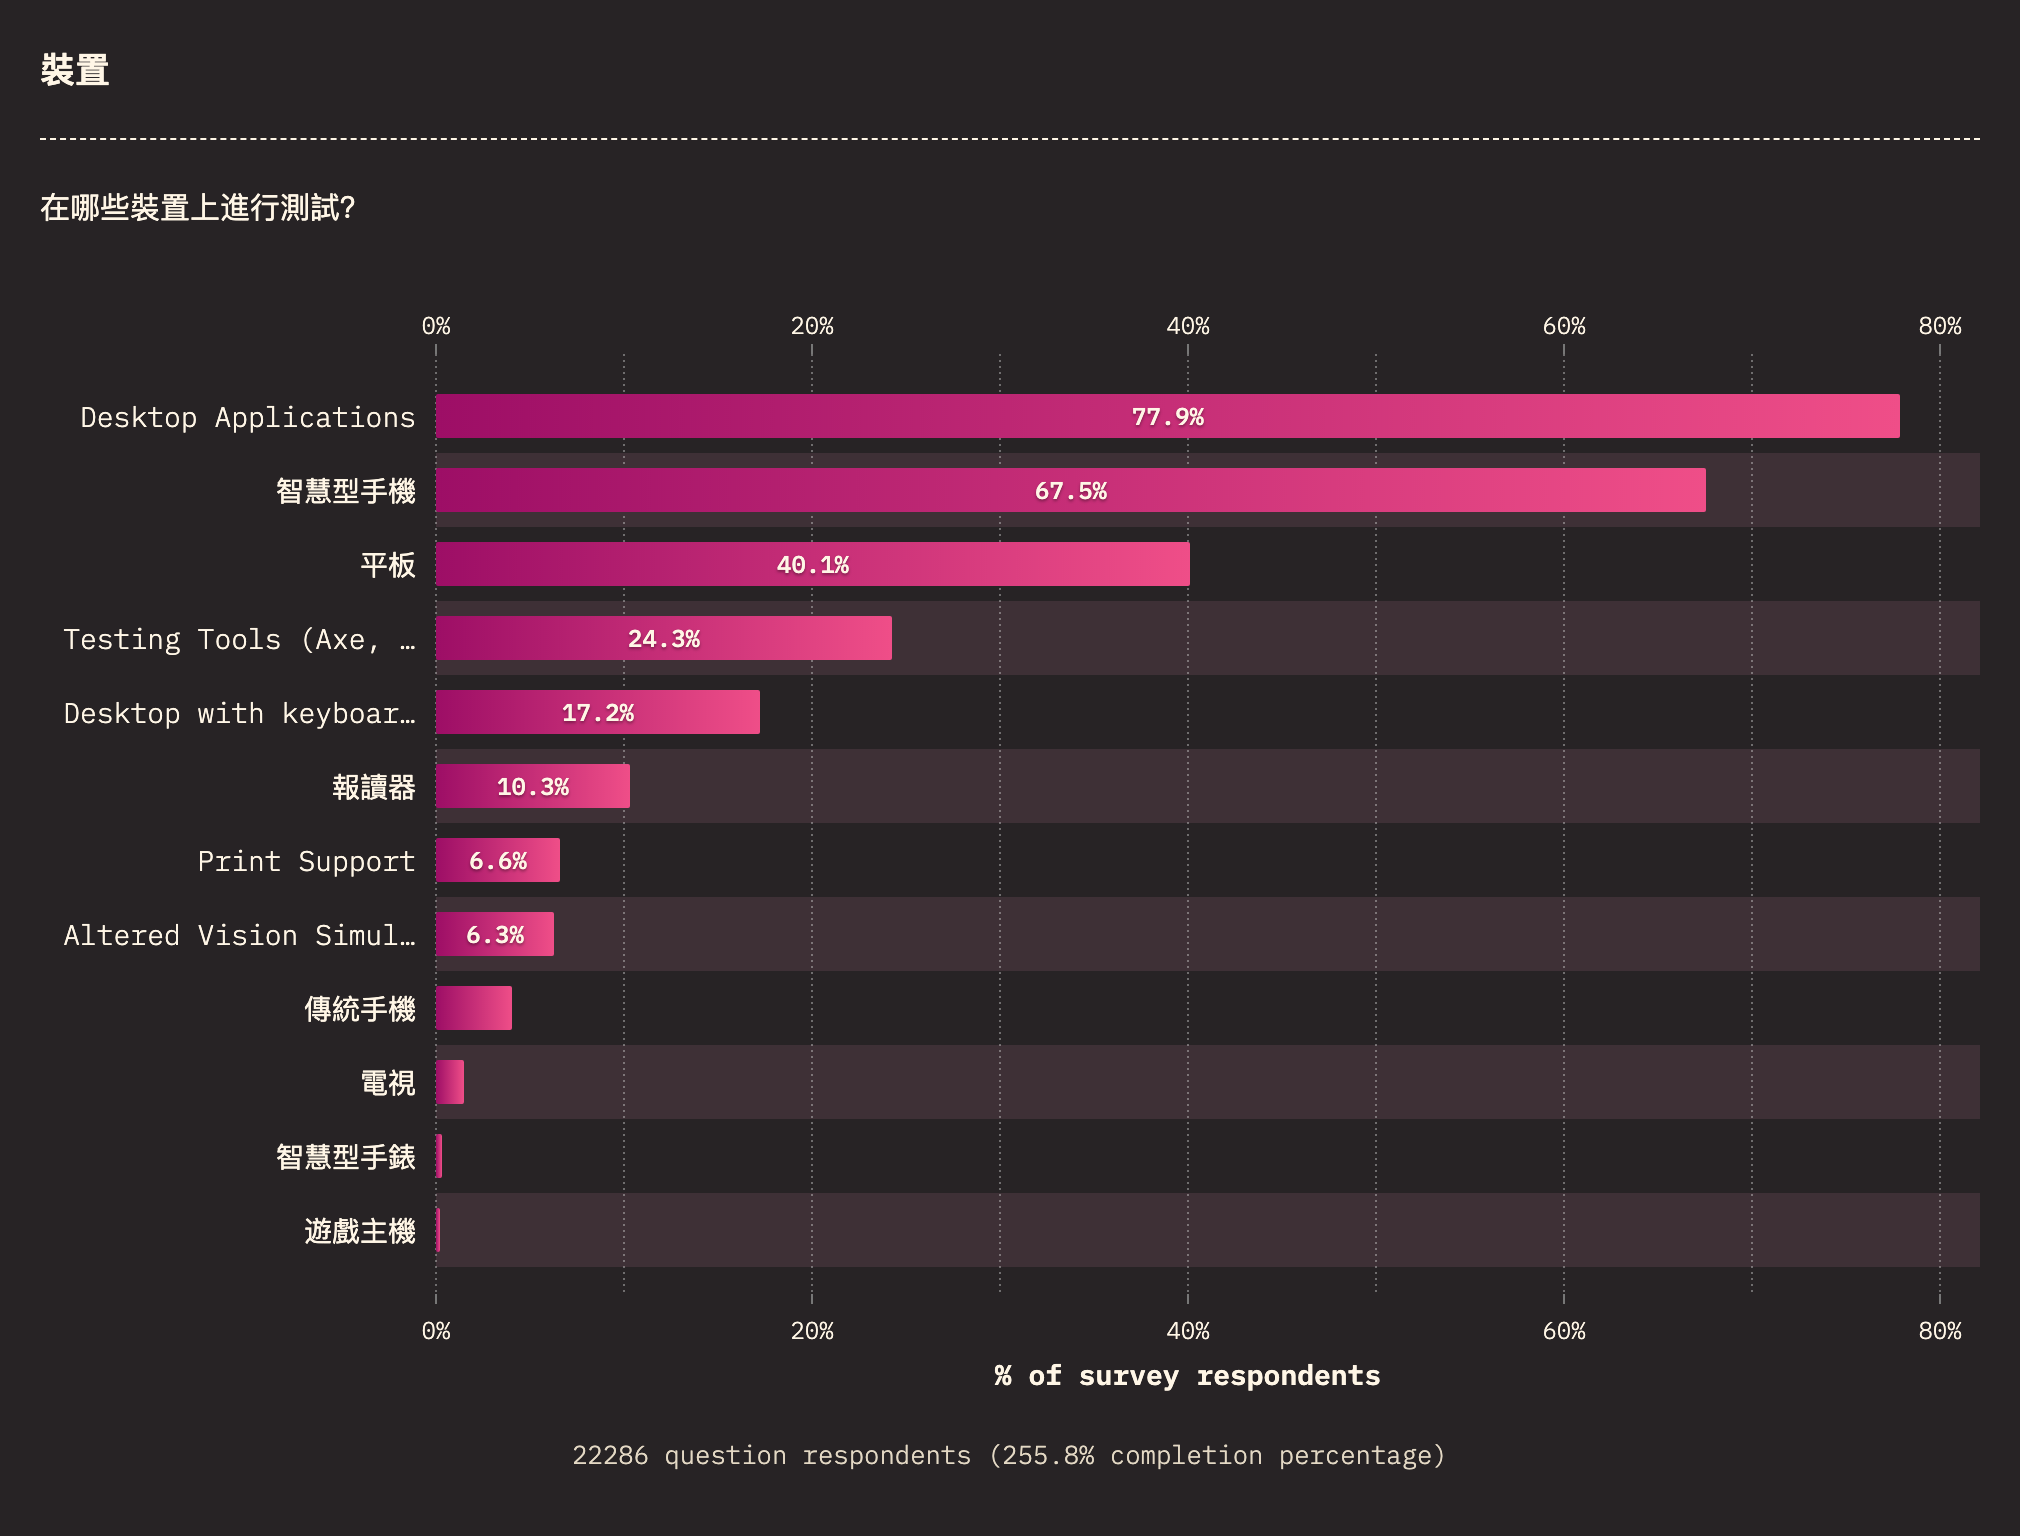 裝置
在哪些裝置上進行測試?
0% 20% 40% 60% 80%
Desktop Applications 77.9%
智慧型手機 67.5%
平板 40.1%
Testing Tools (Axe, … 24.3%
Desktop with keyboar… 17.2%
報讀器 10.3%
Print Support 6.6%
Altered Vision Simul… 6.3%
傳統手機
電視
智慧型手錶
遊戲主機
0% 20% 40% 60% 80%
% of survey respondents
22286 question respondents (255.8% completion percentage)